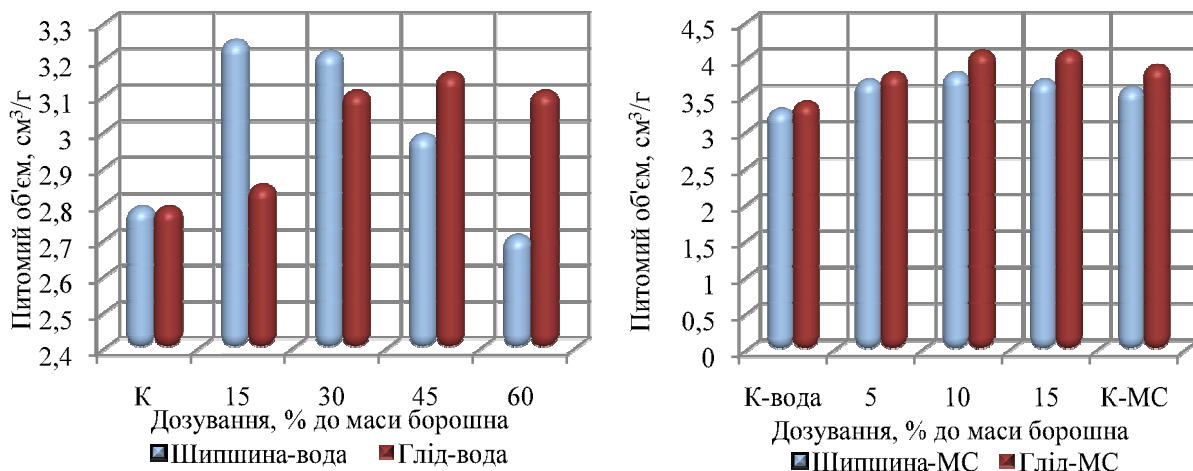 Питомий об'єм, см³/г
3,3
3,2
3,1
3
2,9
2,8
2,7
2,6
2,5
2,4
К 15 30 45 60
Дозування, % до маси борошна
Шипшина-вода Глід-вода
Питомий об'єм, см³/г
4,5
4
3,5
3
2,5
2
1,5
1
0,5
0
К-вода 5 10 15 К-МС
Дозування, % до маси борошна
Шипшина-МС Глід-МС